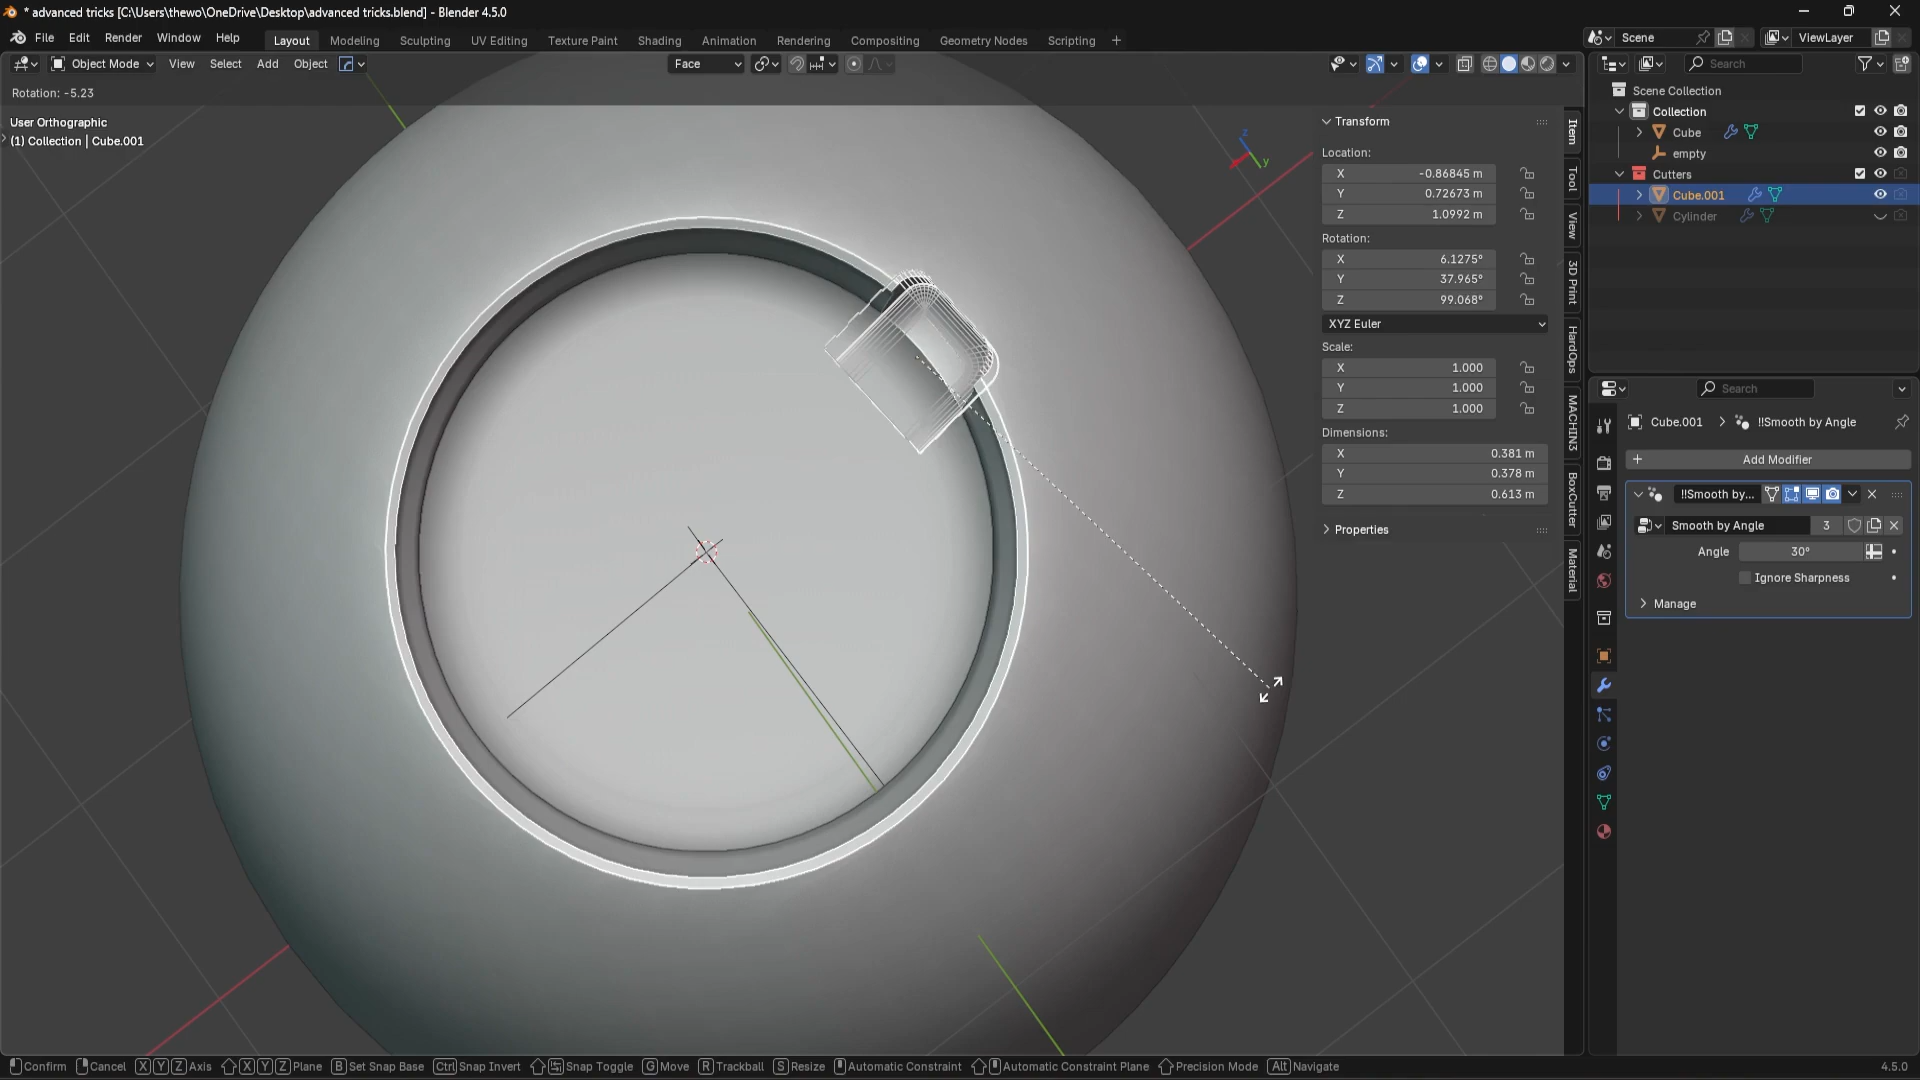 * advanced tricks [C:\Users\thewo\OneDrive\Desktop\advanced tricks.blend] - Blender 4.5.0
File Edit Render Window Help Layout Modeling Sculpting UV Editing Texture Paint Shading Animation Rendering Compositing Geometry Nodes Scripting + Scene ViewLayer
Object Mode View Select Add Object Face Search
Rotation: -5.23
User Orthographic
(1) Collection | Cube.001
z
y
Transform
Location:
X -0.86845 m
Y 0.72673 m
Z 1.0992 m
Rotation:
X 6.1275°
Y 37.965°
Z 99.068°
XYZ Euler
Scale:
X 1.000
Y 1.000
Z 1.000
Dimensions:
X 0.381 m
Y 0.378 m
Z 0.613 m
Properties
Item
Tool
View
3D Print
HardOps
MACHIN3
BoxCutter
Material
Scene Collection
Collection
Cube
empty
Cutters
Cube.001
Cylinder
Search
Cube.001 > !!Smooth by Angle
+ Add Modifier
!!Smooth by...
Smooth by Angle 3
Angle 30°
Ignore Sharpness
Manage
Confirm Cancel X Y Z Axis X Y Z Plane B Set Snap Base Ctrl Snap Invert Snap Toggle G Move R Trackball S Resize Automatic Constraint Automatic Constraint Plane Precision Mode Alt Navigate 4.5.0